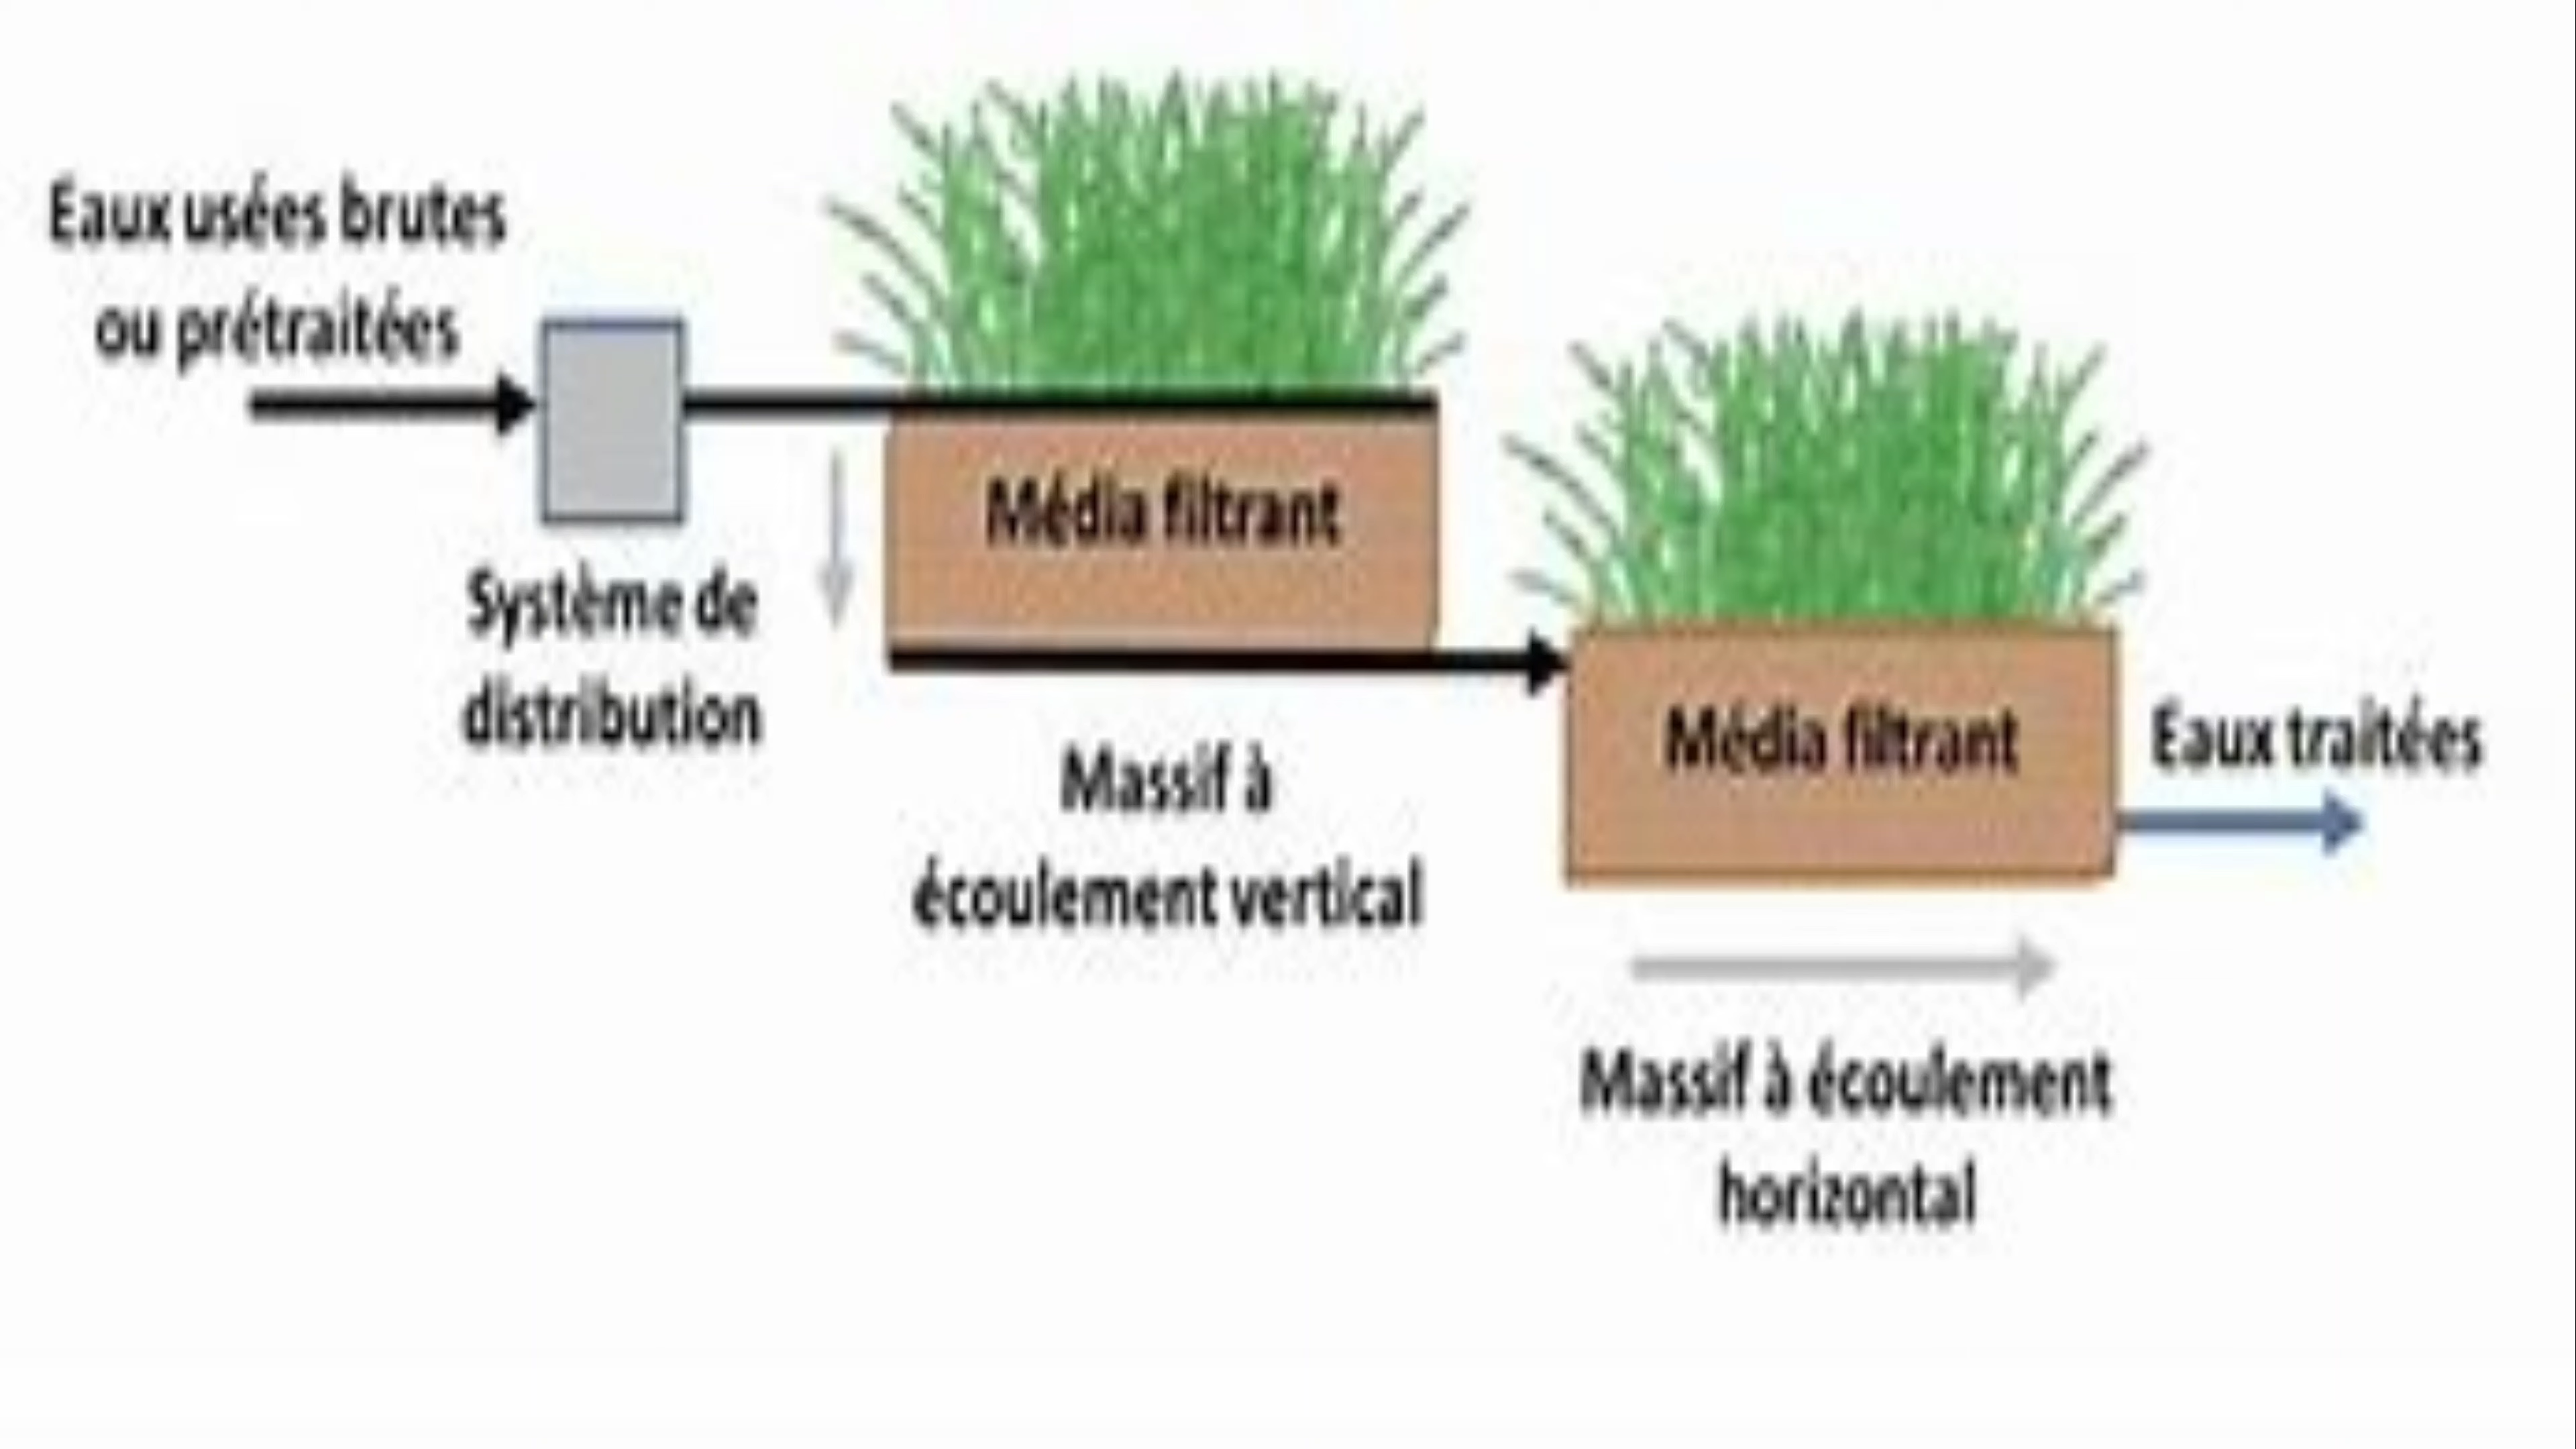 Eaux usées brutes
ou prétraitées
Système de
distribution
Média filtrant
Massif à
écoulement vertical
Média filtrant
Eaux traitées
Massif à écoulement
horizontal